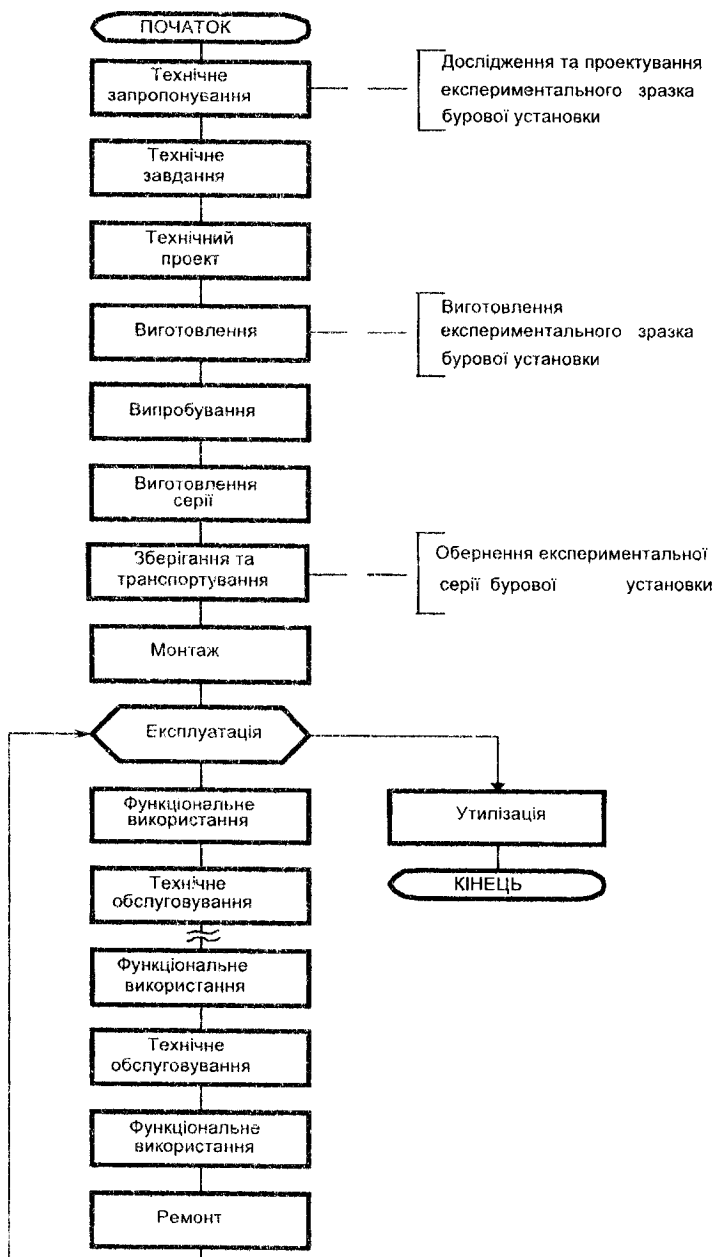 ПОЧАТОК
Технічне
запропонування
Дослідження та проектування
експериментального зразка
бурової установки
Технічне
завдання
Технічний
проект
Виготовлення
Виготовлення
експериментального зразка
бурової установки
Випробування
Виготовлення
серії
Зберігання та
транспортування
Обернення експериментальної
серії бурової установки
Монтаж
Експлуатація
Функціональне
використання
Утилізація
Технічне
обслуговування
КІНЕЦЬ
Функціональне
використання
Технічне
обслуговування
Функціональне
використання
Ремонт